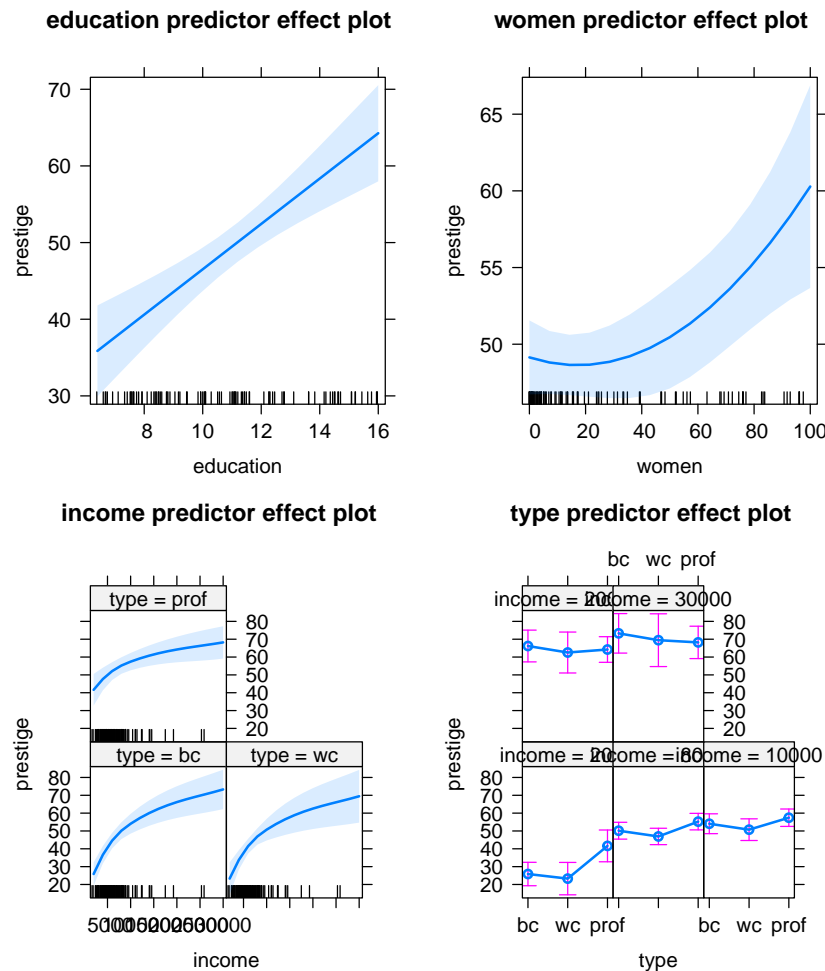 education predictor effect plot
70
60
50
40
30
prestige
8
10
12
14
16
education
women predictor effect plot
65
60
55
50
prestige
0
20
40
60
80
100
women
income predictor effect plot
type = prof
80
70
60
50
40
30
20
type = bc
type = wc
80
70
60
50
40
30
20
prestige
income
type predictor effect plot
bc wc prof
income =
= 30000
80
70
60
50
40
30
20
income =
= 10000
80
70
60
50
40
30
20
prestige
bc wc prof
bc wc prof
type